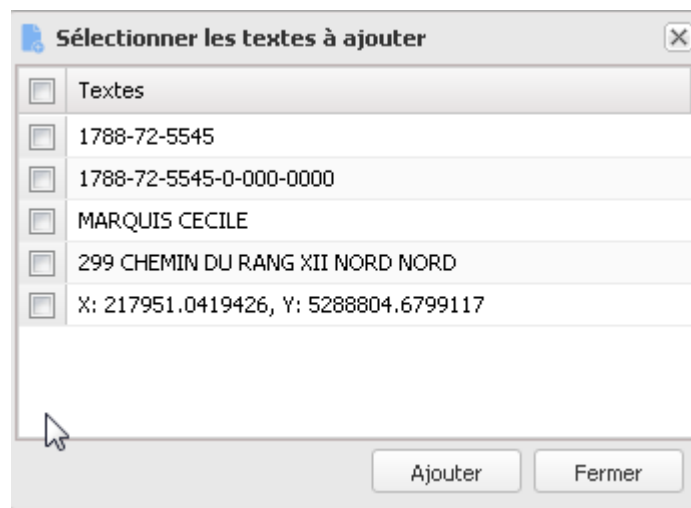 Sélectionner les textes à ajouter
Textes
1788-72-5545
1788-72-5545-0-000-0000
MARQUIS CECILE
299 CHEMIN DU RANG XII NORD NORD
X: 217951.0419426, Y: 5288804.6799117
Ajouter Fermer